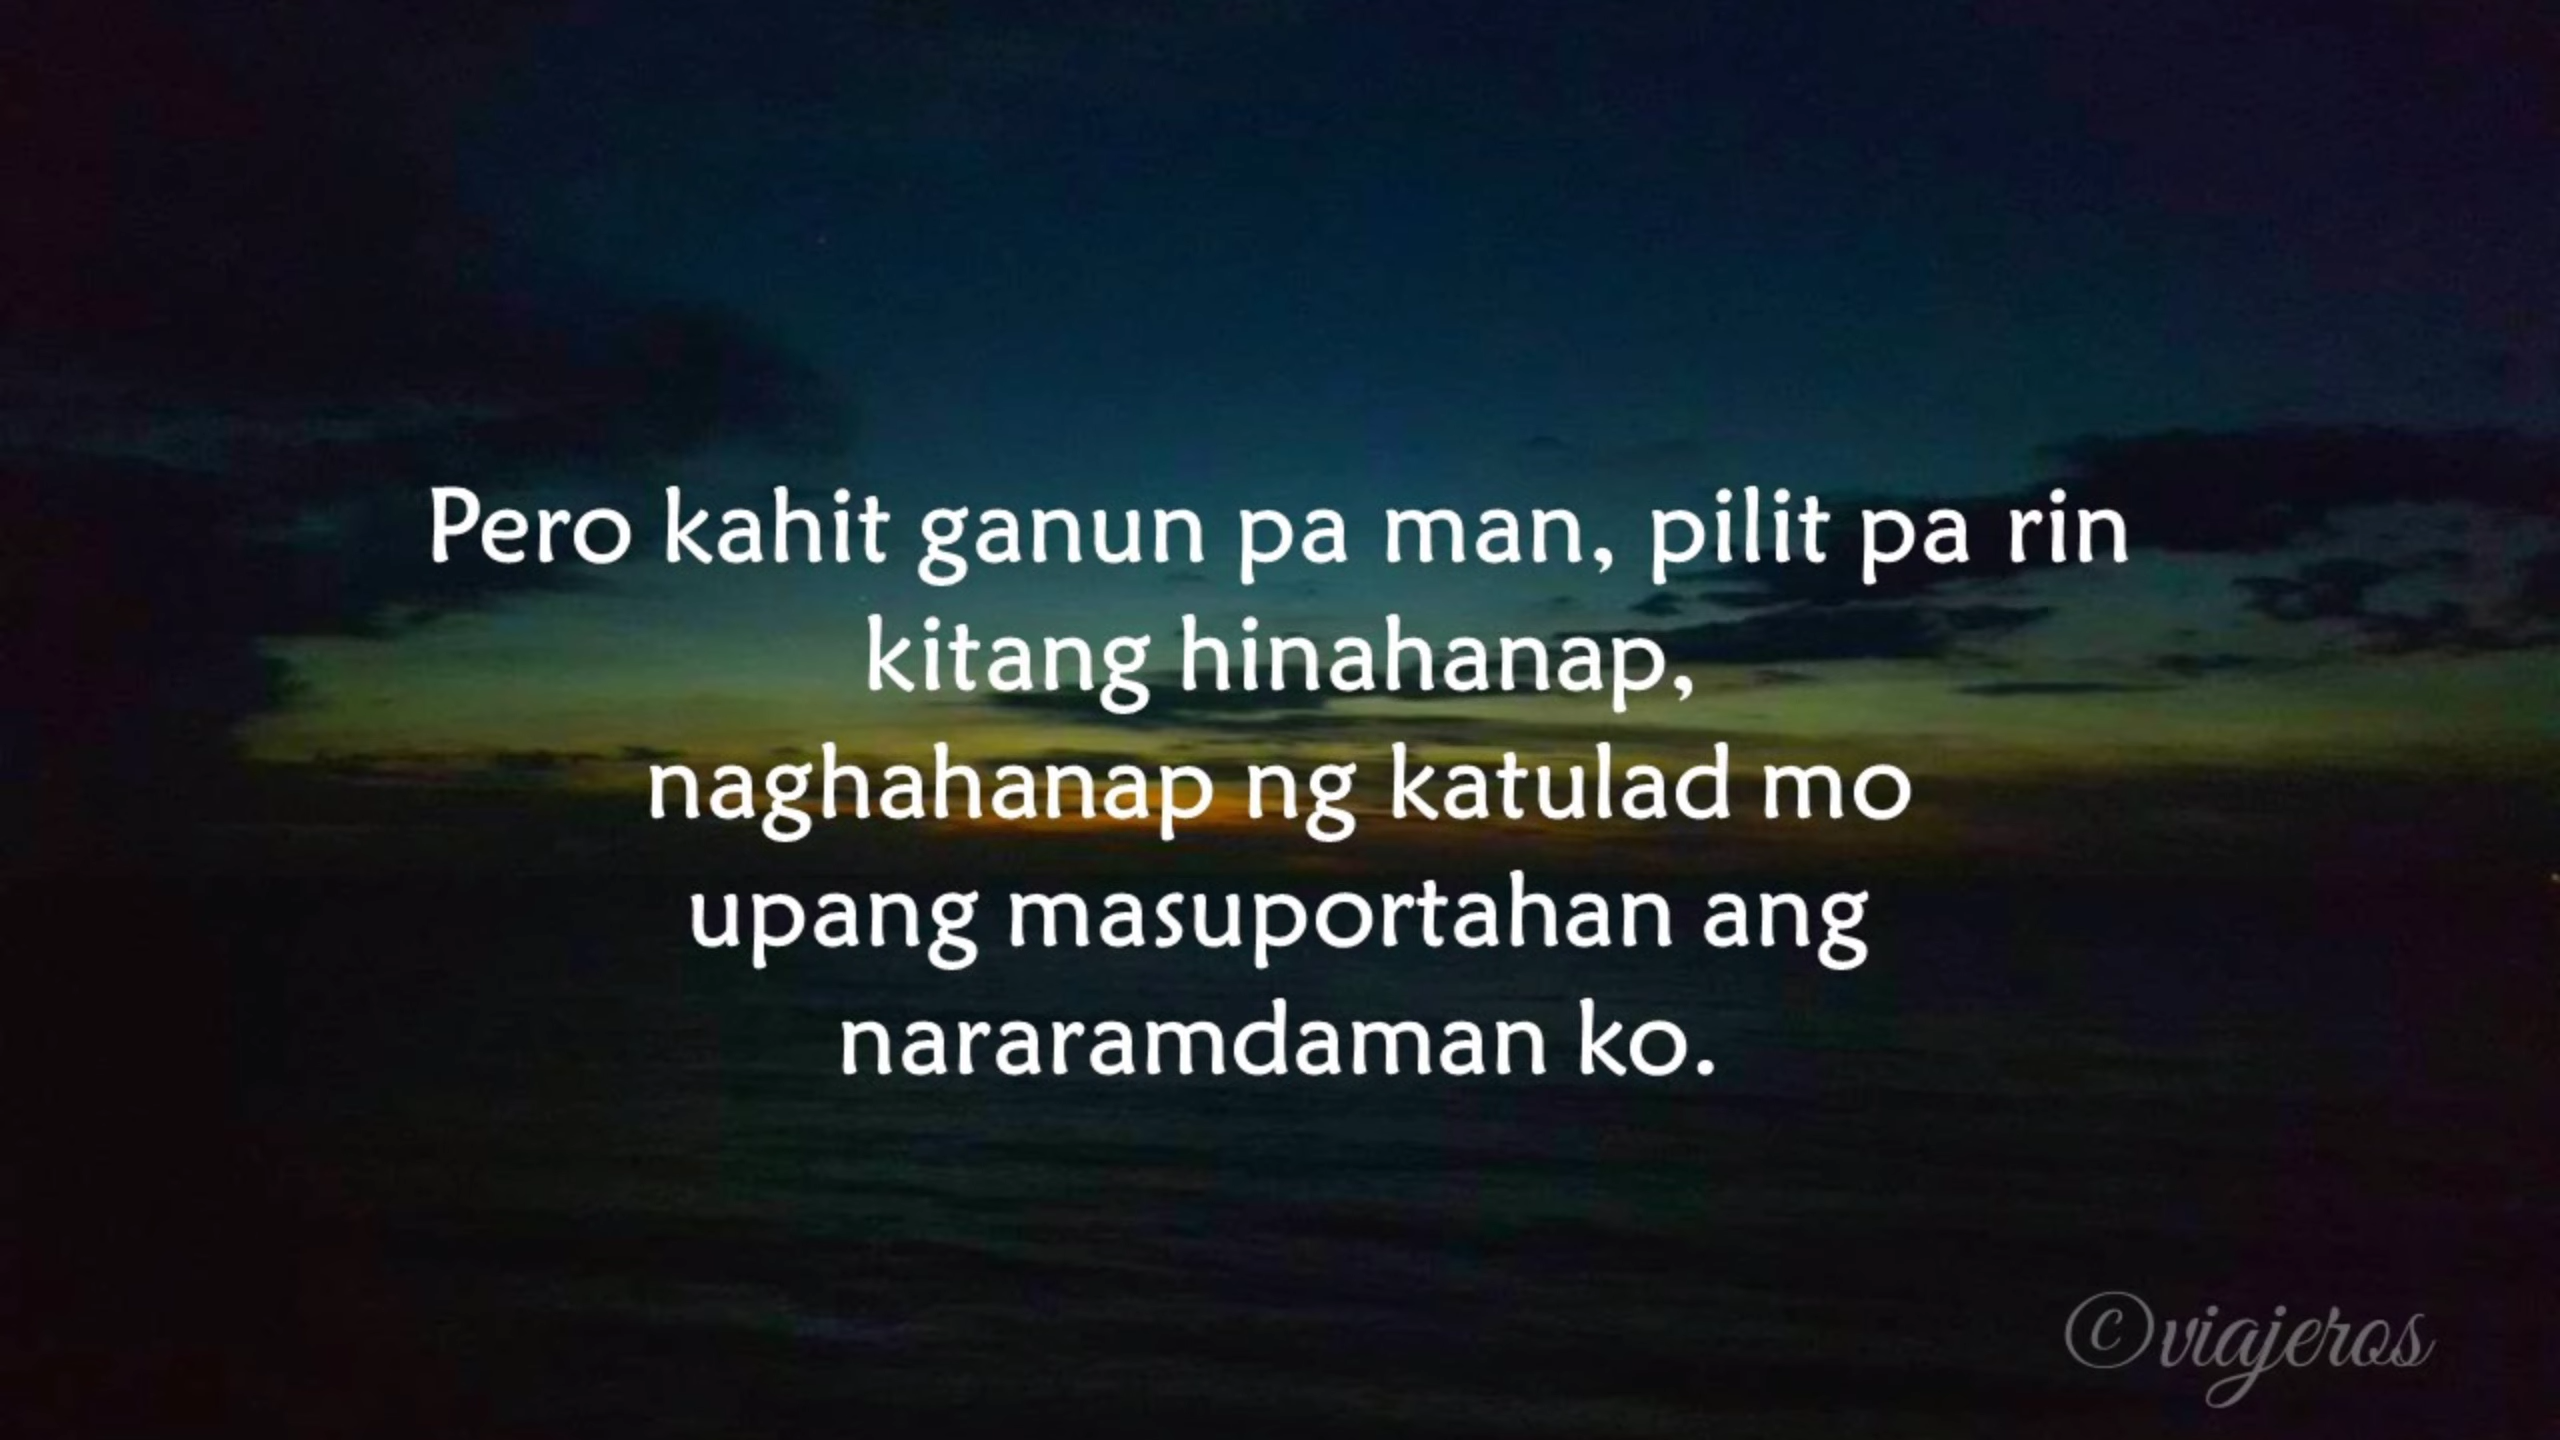 Pero kahit ganun pa man, pilit pa rin
kitang hinahanap,
naghahanap ng katulad mo
upang masuportahan ang
nararamdaman ko.
©viajeros